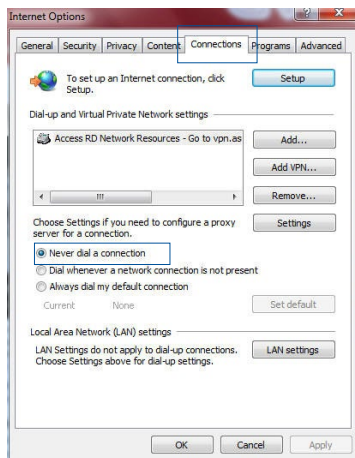 Internet Options
General Security Privacy Content Connections Programs Advanced
To set up an Internet connection, click
Setup.
Setup
Dial-up and Virtual Private Network settings
Access RD Network Resources - Go to vpn.as
Add...
Add VPN...
Remove...
Choose Settings if you need to configure a proxy
server for a connection.
Settings
Never dial a connection
Dial whenever a network connection is not present
Always dial my default connection
Current None
Set default
Local Area Network (LAN) settings
LAN Settings do not apply to dial-up connections.
Choose Settings above for dial-up settings.
LAN settings
OK Cancel Apply